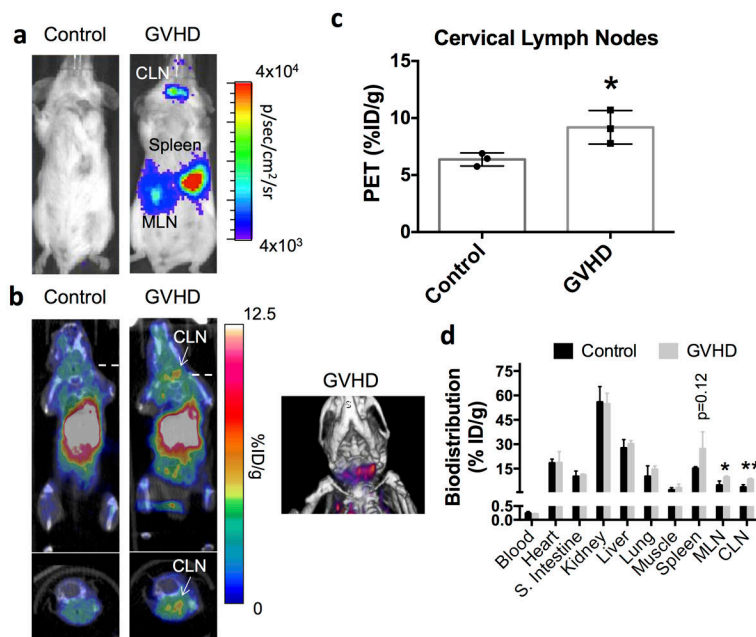 a
Control
GVHD
CLN
Spleen
MLN
4x10⁴
p/sec/cm²/sr
4x10³
b
Control
GVHD
CLN
CLN
12.5
%ID/g
0
GVHD
S
c
Cervical Lymph Nodes
PET (%ID/g)
15
10
5
0
*
Control
GVHD
d
Control
GVHD
Biodistribution
(% ID/g)
75
60
45
30
15
0.5
0.0
p=0.12
*
**
Blood
Heart
S. Intestine
Kidney
Liver
Lung
Muscle
Spleen
MLN
CLN